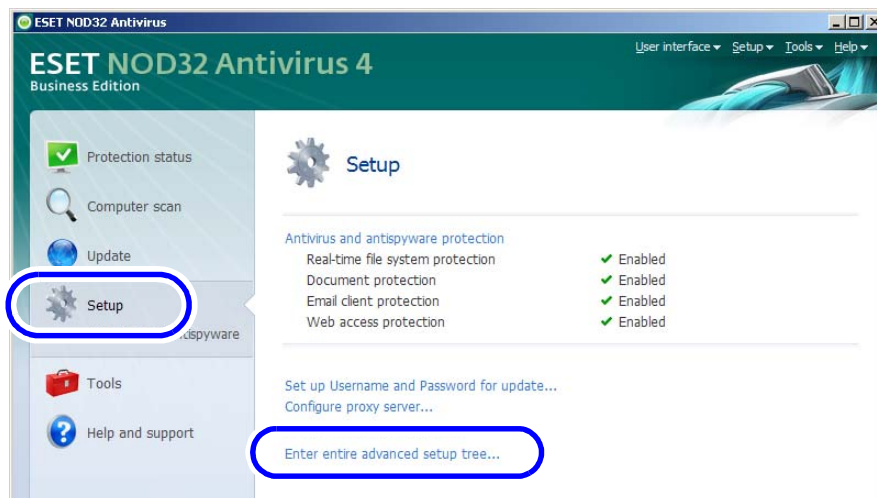 ESET NOD32 Antivirus
User interface Setup Tools Help
ESET NOD32 Antivirus 4
Business Edition
Protection status
Computer scan
Update
Setup
tispyware
Tools
Help and support
Setup
Antivirus and antispyware protection
Real-time file system protection Enabled
Document protection Enabled
Email client protection Enabled
Web access protection Enabled
Set up Username and Password for update...
Configure proxy server...
Enter entire advanced setup tree...